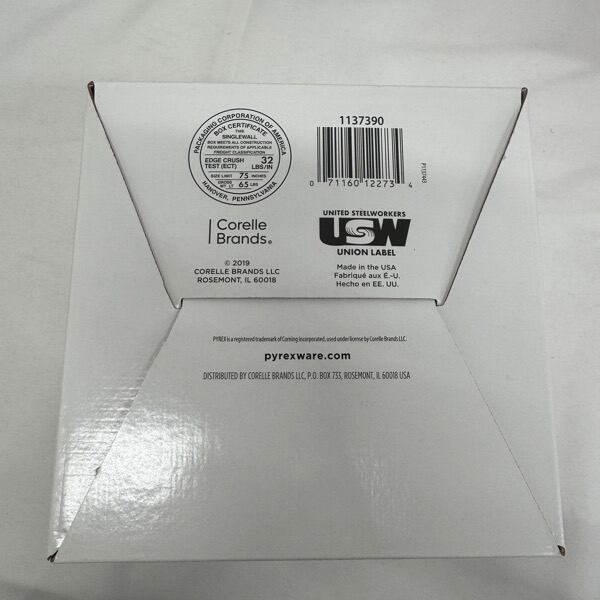 PACKAGING CORPORATION OF AMERICA
BOX CERTIFICATE
THIS
SINGLEWALL
BOX MEETS ALL CONSTRUCTION
REQUIREMENTS OF APPLICABLE
FREIGHT CLASSIFICATION
EDGE CRUSH
TEST (ECT)
32
LBS/IN
SIZE LIMIT 75 INCHES
GROSS
WT LT 65 LBS
HANOVER, PENNSYLVANIA
1137390
0 71160 12273 4
Corelle
Brands®
© 2019
CORELLE BRANDS LLC
ROSEMONT, IL 60018
UNITED STEELWORKERS
USW
UNION LABEL
Made in the USA
Fabriqué aux É.-U.
Hecho en EE. UU.
PYREX is a registered trademark of Corning Incorporated, used under license by Corelle Brands LLC.
pyrexware.com
DISTRIBUTED BY CORELLE BRANDS LLC, P.O. BOX 733, ROSEMONT, IL 60018 USA